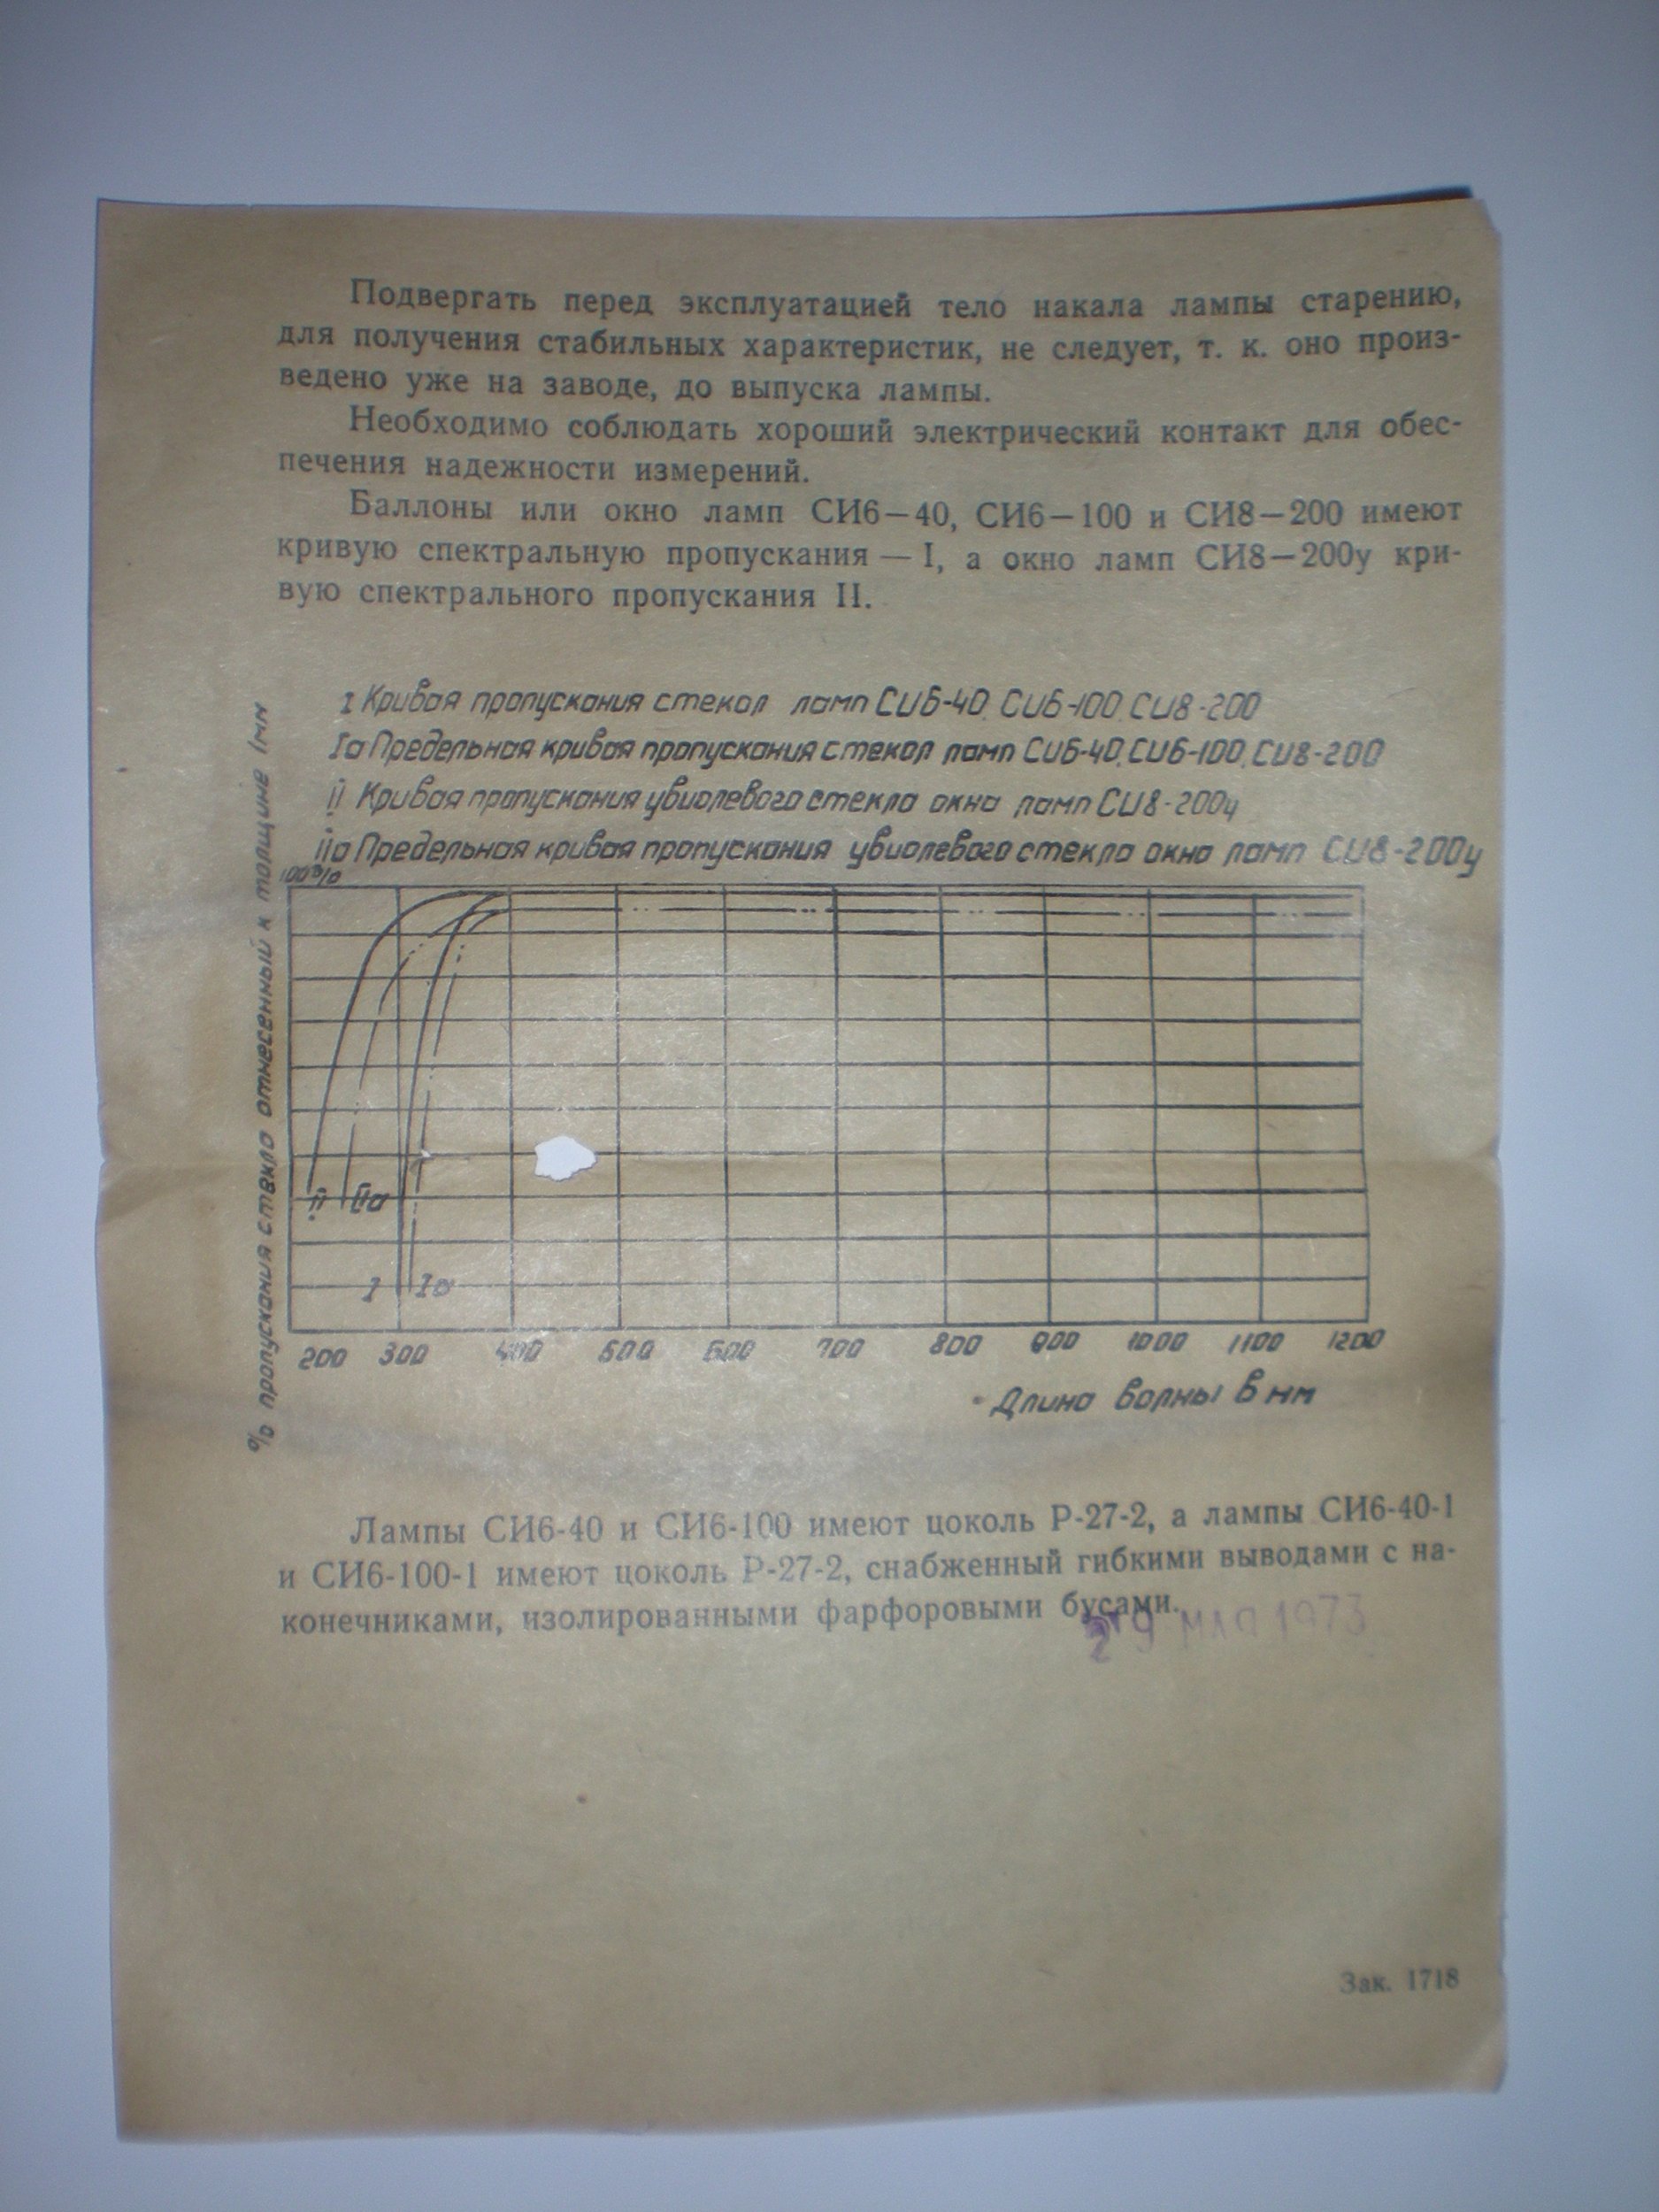 Подвергать перед эксплуатацией тело накала лампы старению,
для получения стабильных характеристик, не следует, т. к. оно произ-
ведено уже на заводе, до выпуска лампы.
Необходимо соблюдать хороший электрический контакт для обес-
печения надежности измерений.
Баллоны или окно ламп СИ6—40, СИ6—100 и СИ8—200 имеют
кривую спектральную пропускания — I, а окно ламп СИ8—200у кри-
вую спектрального пропускания II.
I Кривая пропускания стекол ламп СИ6-40, СИ6-100, СИ8-200
Iа Предельная кривая пропускания стекол ламп СИ6-40, СИ6-100, СИ8-200
II Кривая пропускания увиолевого стекла окна ламп СИ8-200у
IIа Предельная кривая пропускания увиолевого стекла окна ламп СИ8-200у
100%
% пропускания стекла отнесенный к толщине 1мм
II IIа
I Iа
200 300 400 500 600 700 800 900 1000 1100 1200
Длина волны в нм
Лампы СИ6-40 и СИ6-100 имеют цоколь Р-27-2, а лампы СИ6-40-1
и СИ6-100-1 имеют цоколь Р-27-2, снабженный гибкими выводами с на-
конечниками, изолированными фарфоровыми бусами.
29 МАЯ 1973
Зак. 1718